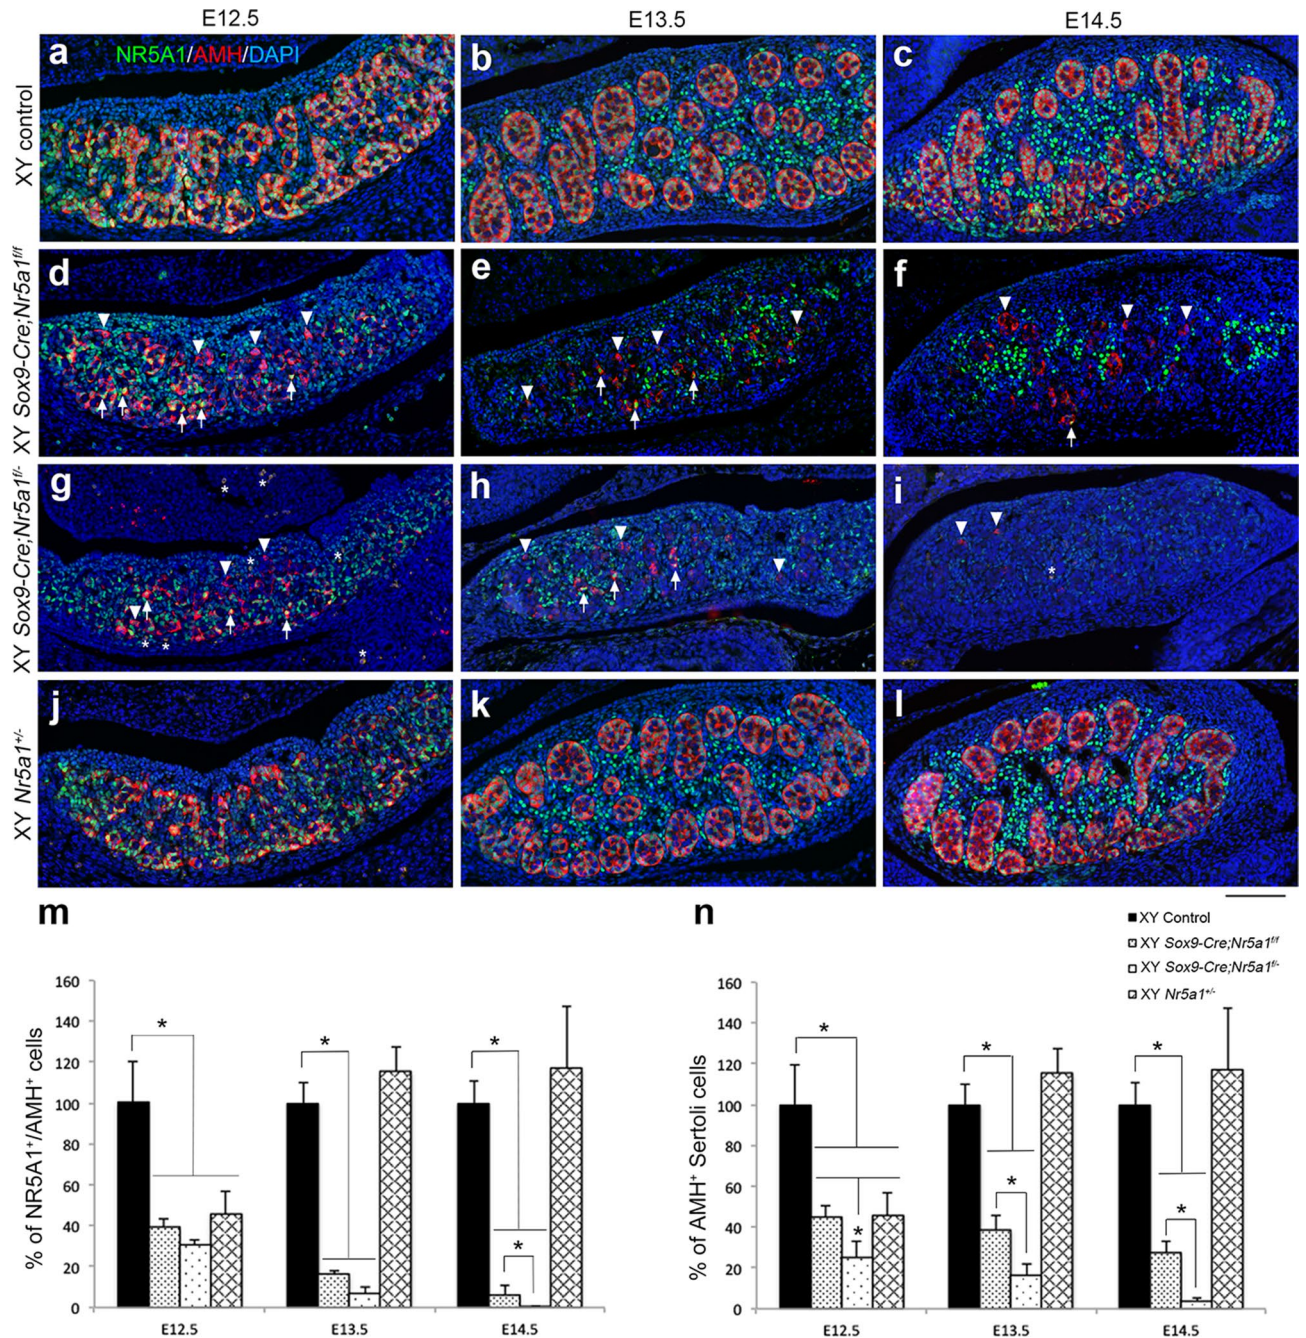 E12.5 E13.5 E14.5
XY control
a NR5A1/AMH/DAPI
b
c
XY Sox9-Cre;Nr5a1f/f
d
e
f
XY Sox9-Cre;Nr5a1f/-
g * * * * * * *
h
i *
XY Nr5a1+/-
j
k
l
m
% of NR5A1+/AMH+ cells
160
140
120
100
80
60
40
20
0
* * * *
E12.5 E13.5 E14.5
n
XY Control
XY Sox9-Cre;Nr5a1f/f
XY Sox9-Cre;Nr5a1f/-
XY Nr5a1+/-
% of AMH+ Sertoli cells
160
140
120
100
80
60
40
20
0
* * * * * *
E12.5 E13.5 E14.5